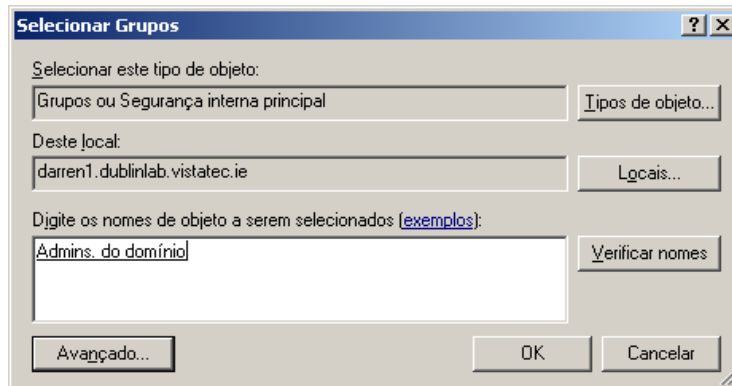 Selecionar Grupos
Selecionar este tipo de objeto:
Grupos ou Segurança interna principal
Tipos de objeto...
Deste local:
darren1.dublinlab.vistatec.ie
Locais...
Digite os nomes de objeto a serem selecionados (exemplos):
Admins. do domínio
Verificar nomes
Avançado...
OK
Cancelar